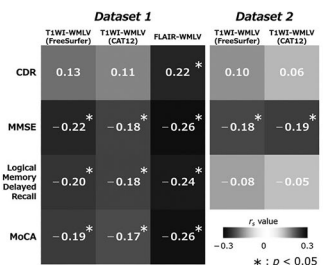 Dataset 1 Dataset 2
T1WI-WMLV (FreeSurfer) T1WI-WMLV (CAT12) FLAIR-WMLV T1WI-WMLV (FreeSurfer) T1WI-WMLV (CAT12)
CDR 0.13 0.11 0.22 * 0.10 0.06
MMSE −0.22 * −0.18 * −0.26 * −0.18 * −0.19 *
Logical Memory Delayed Recall −0.20 * −0.18 * −0.24 * −0.08 −0.05
MoCA −0.19 * −0.17 * −0.26 *
rs value
−0.3 0 0.3
* : p < 0.05